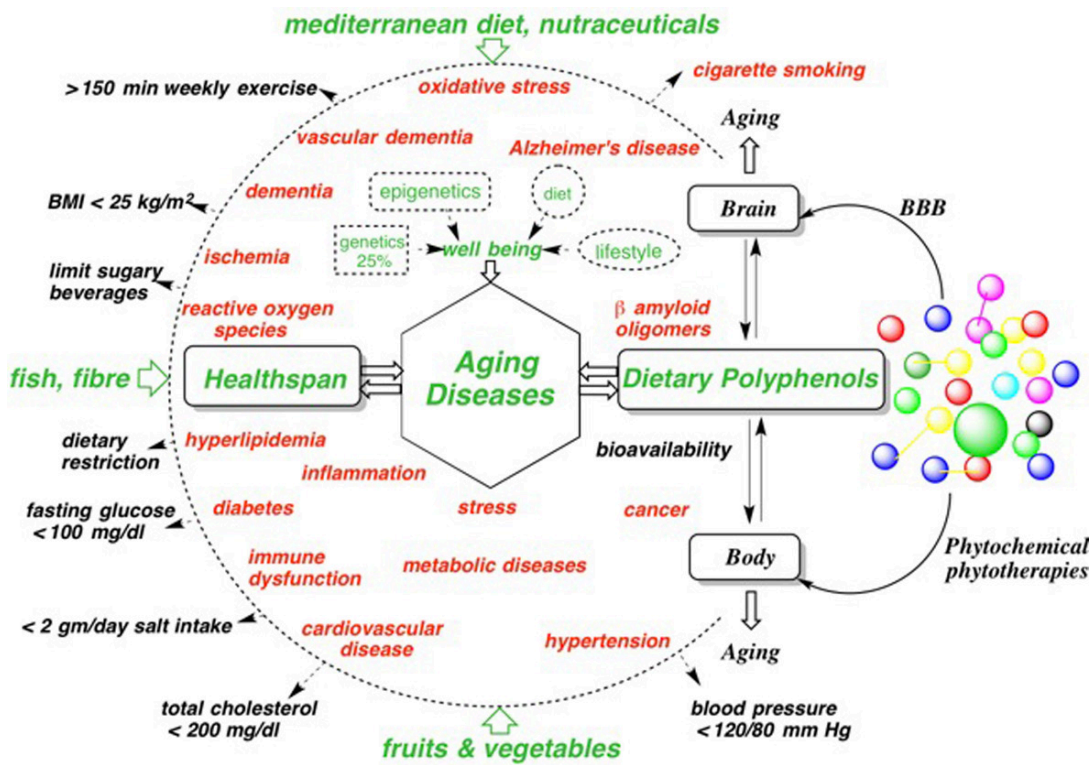 mediterranean diet, nutraceuticals
cigarette smoking
>150 min weekly exercise
oxidative stress
Aging
vascular dementia
Alzheimer's disease
dementia
epigenetics
diet
BMI < 25 kg/m²
Brain
BBB
genetics
25%
well being
lifestyle
ischemia
limit sugary
beverages
reactive oxygen
species
β amyloid
oligomers
fish, fibre
Healthspan
Aging
Diseases
Dietary Polyphenols
dietary
restriction
hyperlipidemia
bioavailability
inflammation
fasting glucose
<100 mg/dl
diabetes
stress
cancer
immune
dysfunction
metabolic diseases
Body
Phytochemical
phytotherapies
< 2 gm/day salt intake
cardiovascular
disease
hypertension
Aging
total cholesterol
< 200 mg/dl
blood pressure
<120/80 mm Hg
fruits & vegetables